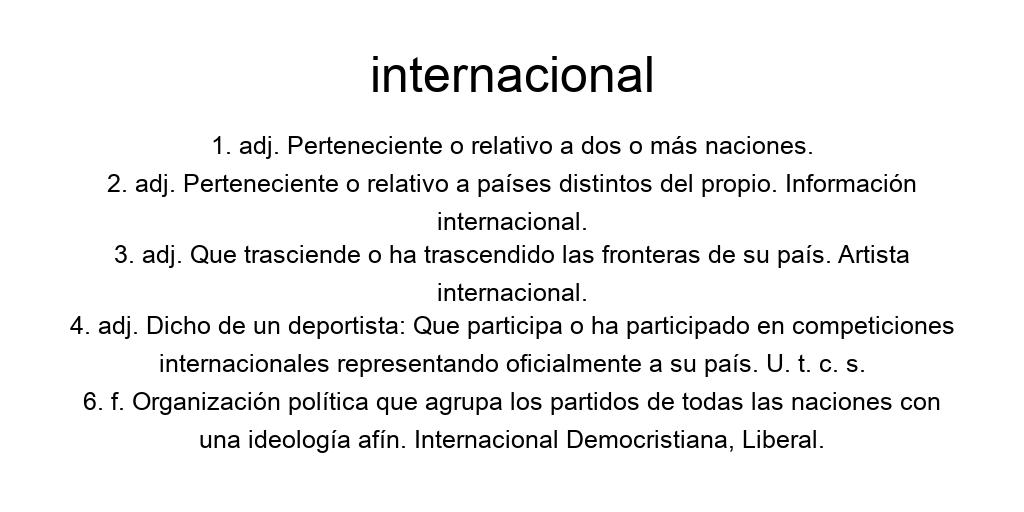 internacional
1. adj. Perteneciente o relativo a dos o más naciones.
2. adj. Perteneciente o relativo a países distintos del propio. Información
internacional.
3. adj. Que trasciende o ha trascendido las fronteras de su país. Artista
internacional.
4. adj. Dicho de un deportista: Que participa o ha participado en competiciones
internacionales representando oficialmente a su país. U. t. c. s.
6. f. Organización política que agrupa los partidos de todas las naciones con
una ideología afín. Internacional Democristiana, Liberal.